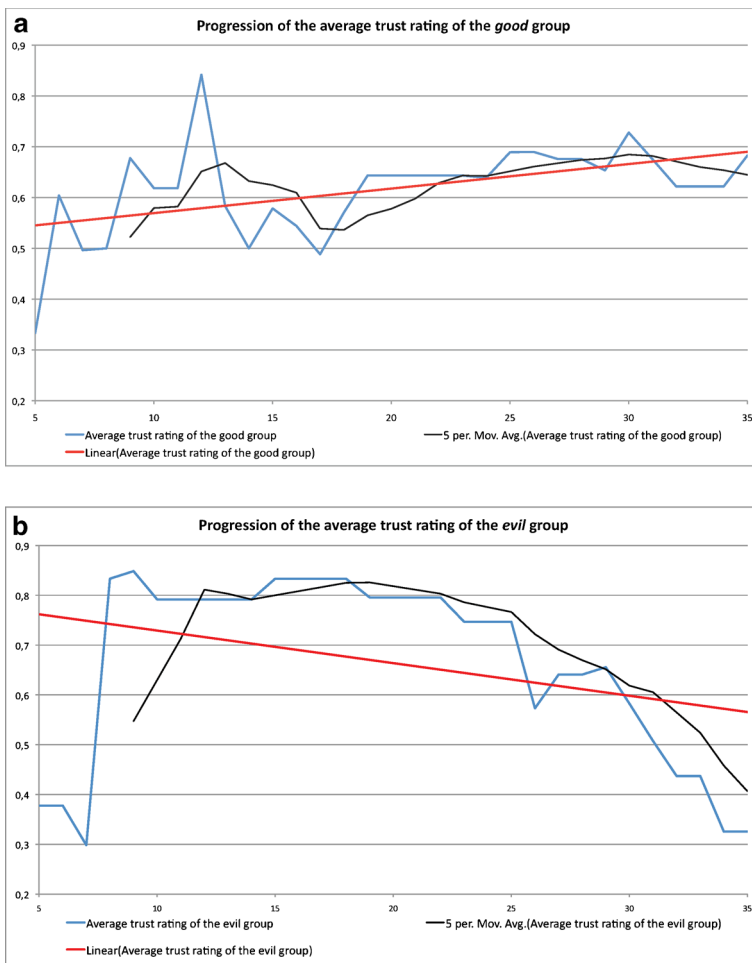 a
Progression of the average trust rating of the good group
0,9
0,8
0,7
0,6
0,5
0,4
0,3
0,2
5 10 15 20 25 30 35
Average trust rating of the good group) 5 per. Mov. Avg.(Average trust rating of the good group)
Linear(Average trust rating of the good group)
b
Progression of the average trust rating of the evil group
0,9
0,8
0,7
0,6
0,5
0,4
0,3
0,2
5 10 15 20 25 30 35
Average trust rating of the evil group) 5 per. Mov. Avg.(Average trust rating of the evil group)
Linear(Average trust rating of the evil group)